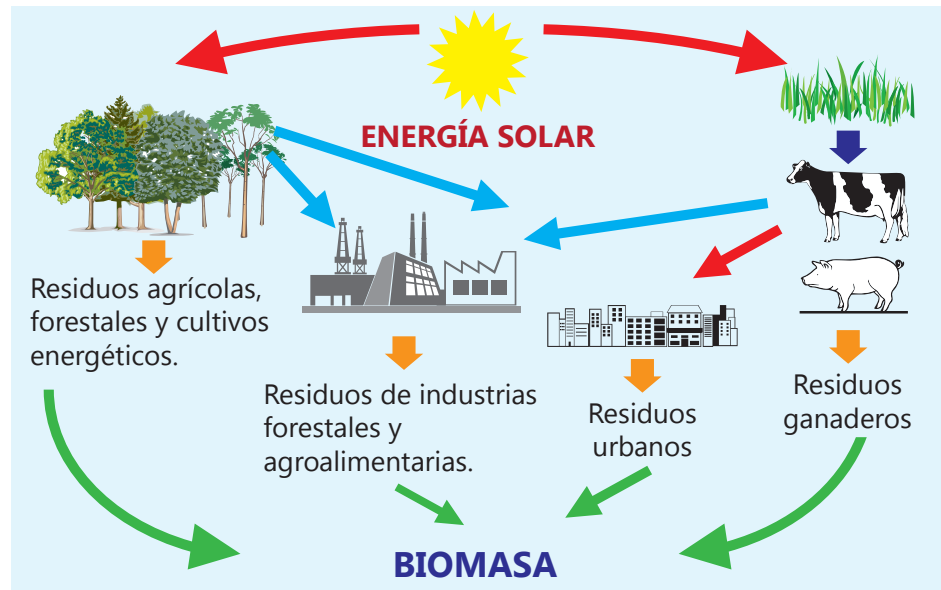 ENERGÍA SOLAR
Residuos agrícolas,
forestales y cultivos
energéticos.
Residuos de industrias
forestales y
agroalimentarias.
Residuos
urbanos
Residuos
ganaderos
BIOMASA